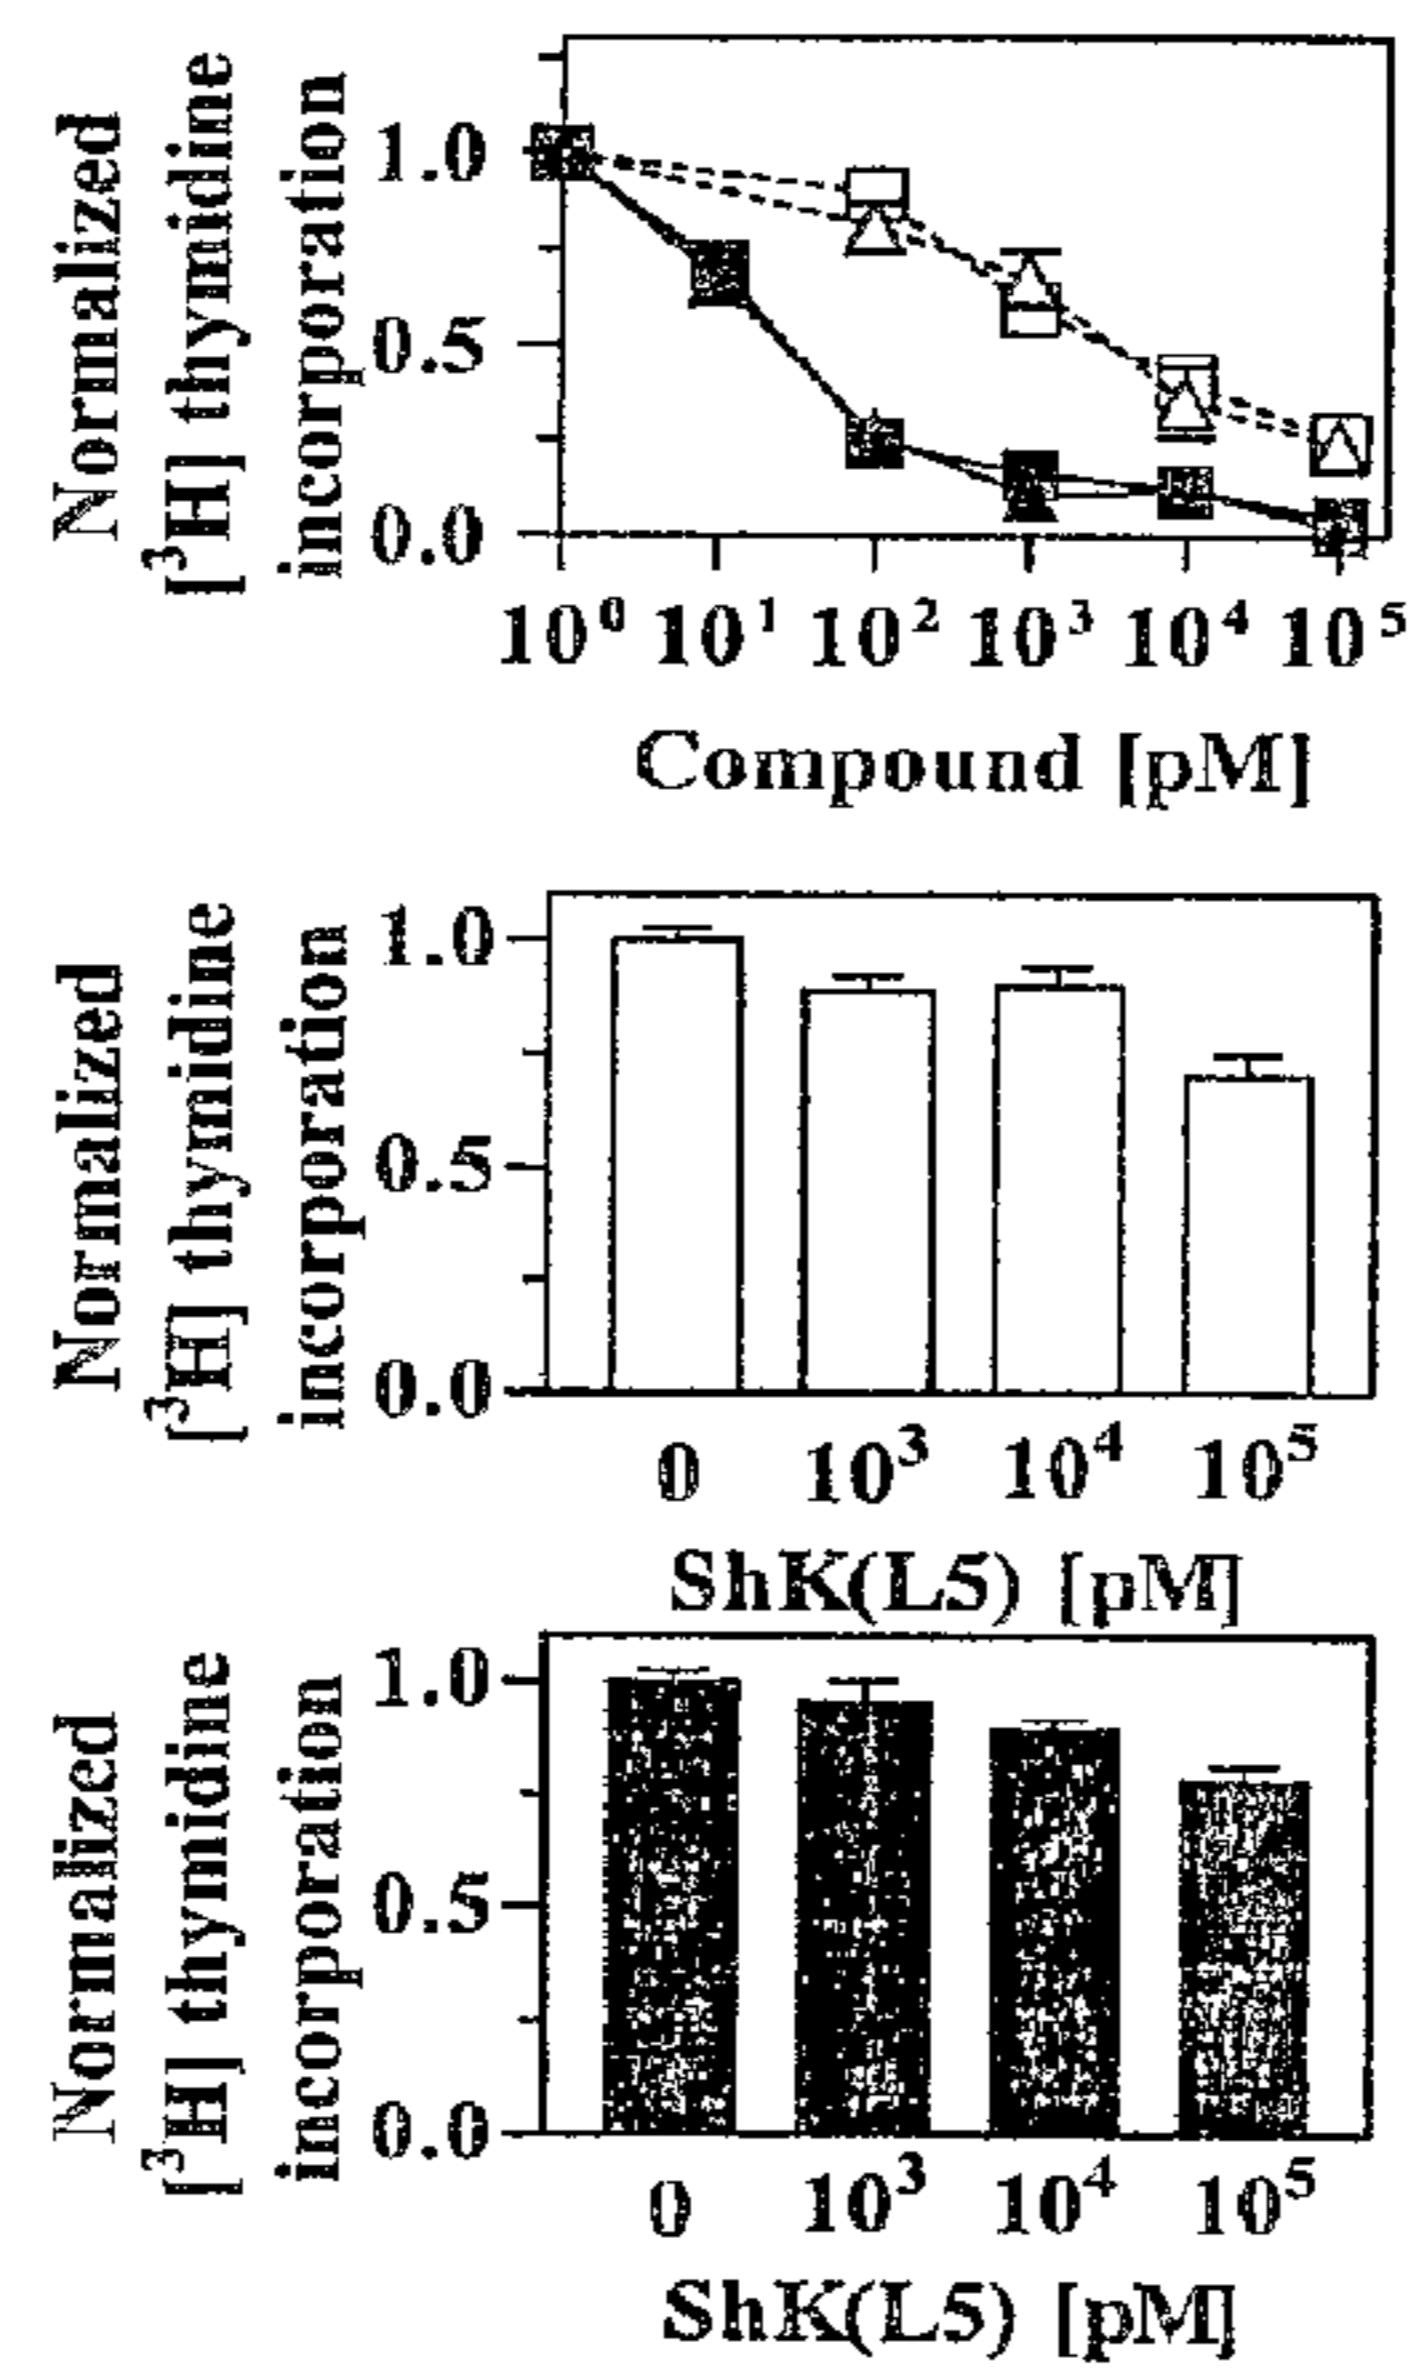 Normalized
[³H] thymidine
incorporation
1.0
0.5
0.0
10⁰ 10¹ 10² 10³ 10⁴ 10⁵
Compound [pM]
Normalized
[³H] thymidine
incorporation
1.0
0.5
0.0
0 10³ 10⁴ 10⁵
ShK(L5) [pM]
Normalized
[³H] thymidine
incorporation
1.0
0.5
0.0
0 10³ 10⁴ 10⁵
ShK(L5) [pM]